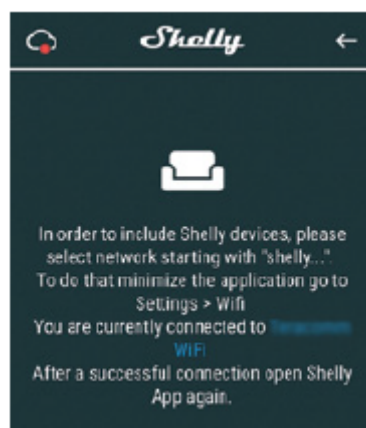 Shelly
In order to include Shelly devices, please
select network starting with "shelly...".
To do that minimize the application go to
Settings > Wifi
You are currently connected to
WiFi
After a successful connection open Shelly
App again.